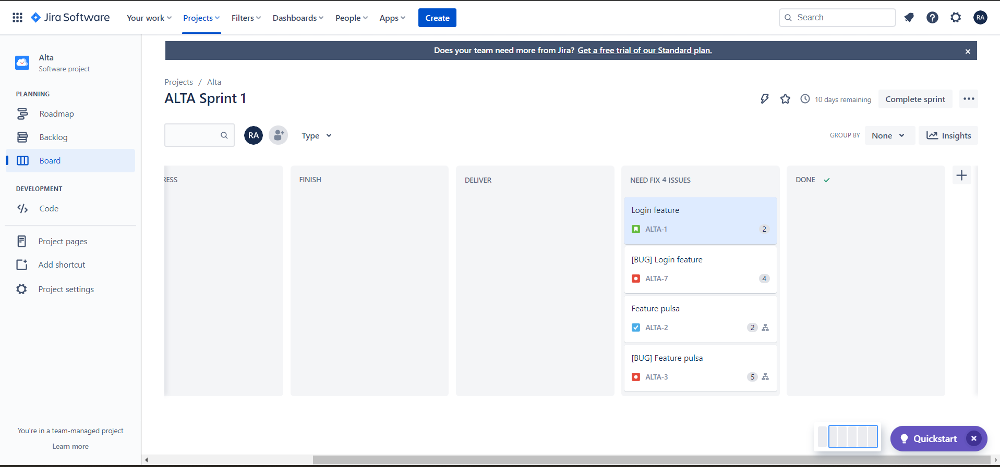 Jira Software
Your work
Projects
Filters
Dashboards
People
Apps
Create
Search
RA
Alta
Software project
PLANNING
Roadmap
Backlog
Board
DEVELOPMENT
Code
Project pages
Add shortcut
Project settings
You're in a team-managed project
Learn more
Does your team need more from Jira? Get a free trial of our Standard plan.
Projects / Alta
ALTA Sprint 1
10 days remaining
Complete sprint
RA
Type
GROUP BY
None
Insights
RESS
FINISH
DELIVER
NEED FIX 4 ISSUES
Login feature
ALTA-1
2
[BUG] Login feature
ALTA-7
4
Feature pulsa
ALTA-2
2
[BUG] Feature pulsa
ALTA-3
5
DONE
Quickstart